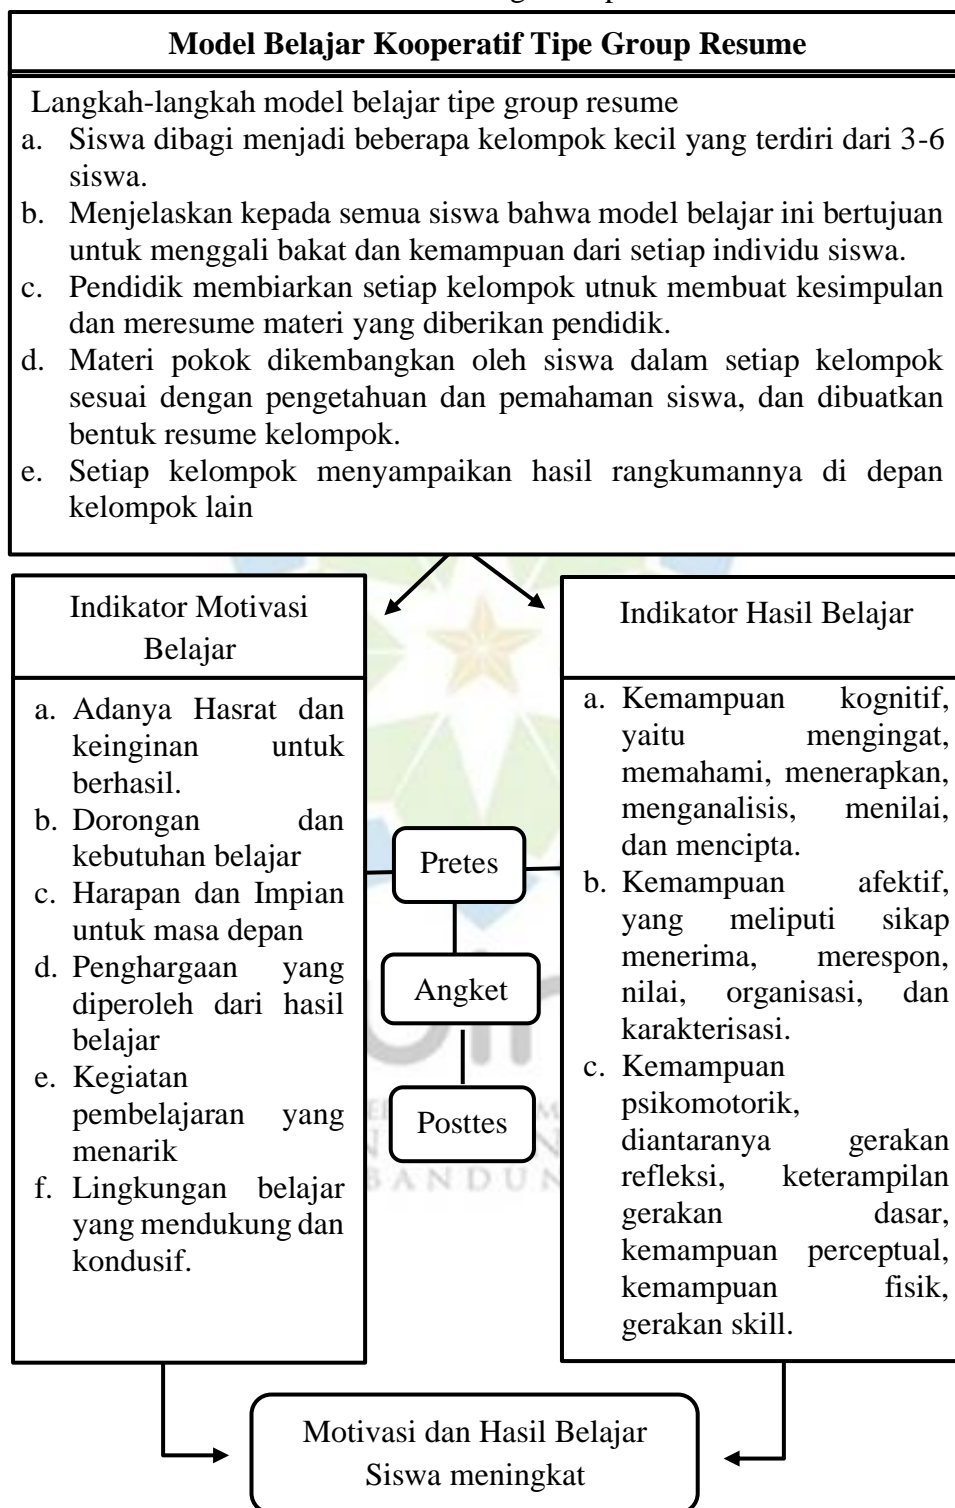 Model Belajar Kooperatif Tipe Group Resume
Langkah-langkah model belajar tipe group resume
a. Siswa dibagi menjadi beberapa kelompok kecil yang terdiri dari 3-6
siswa.
b. Menjelaskan kepada semua siswa bahwa model belajar ini bertujuan
untuk menggali bakat dan kemampuan dari setiap individu siswa.
c. Pendidik membiarkan setiap kelompok utnuk membuat kesimpulan
dan meresume materi yang diberikan pendidik.
d. Materi pokok dikembangkan oleh siswa dalam setiap kelompok
sesuai dengan pengetahuan dan pemahaman siswa, dan dibuatkan
bentuk resume kelompok.
e. Setiap kelompok menyampaikan hasil rangkumannya di depan
kelompok lain
Indikator Motivasi
Belajar
a. Adanya Hasrat dan
keinginan untuk
berhasil.
b. Dorongan dan
kebutuhan belajar
c. Harapan dan Impian
untuk masa depan
d. Penghargaan yang
diperoleh dari hasil
belajar
e. Kegiatan
pembelajaran yang
menarik
f. Lingkungan belajar
yang mendukung dan
kondusif.
Pretes
Angket
Posttes
BANDUN
Indikator Hasil Belajar
a. Kemampuan kognitif,
yaitu mengingat,
memahami, menerapkan,
menganalisis, menilai,
dan mencipta.
b. Kemampuan afektif,
yang meliputi sikap
menerima, merespon,
nilai, organisasi, dan
karakterisasi.
c. Kemampuan
psikomotorik,
diantaranya gerakan
refleksi, keterampilan
gerakan dasar,
kemampuan perceptual,
kemampuan fisik,
gerakan skill.
Motivasi dan Hasil Belajar
Siswa meningkat